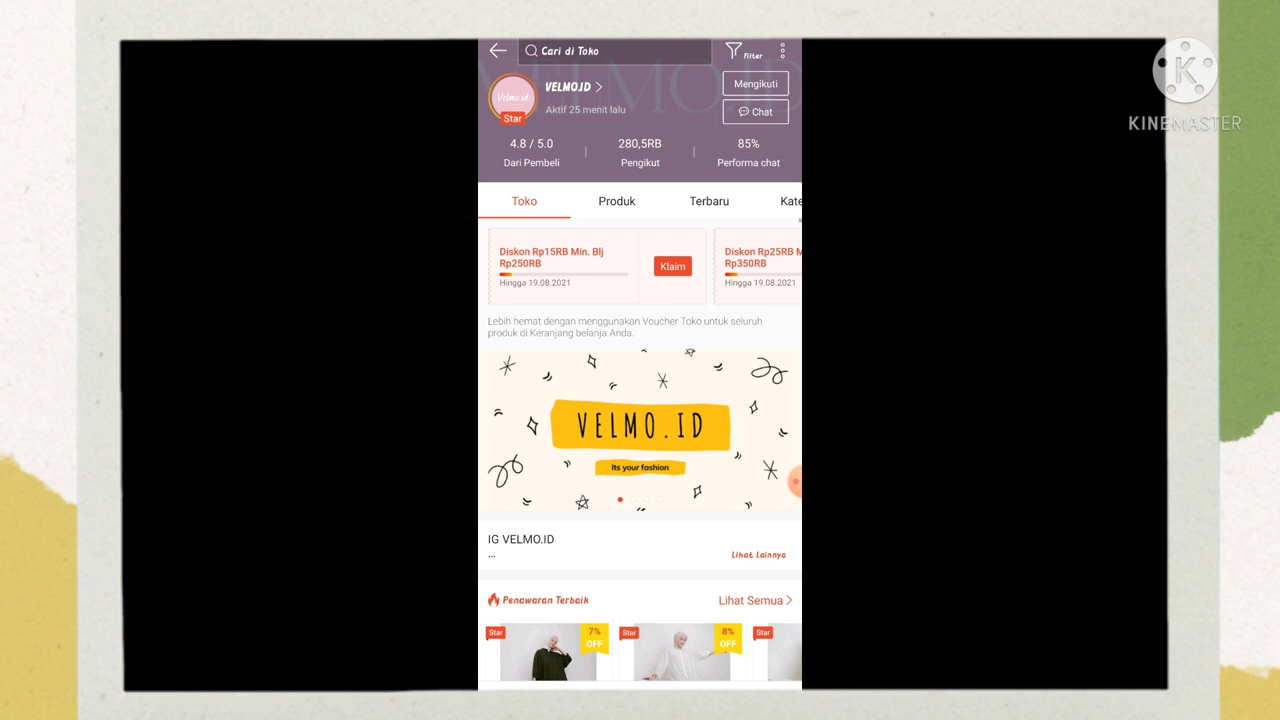 Cari di Toko
Filter
VELMO.ID
Velmo.id
Star
Aktif 25 menit lalu
Mengikuti
Chat
4.8 / 5.0
280,5RB
85%
Dari Pembeli
Pengikut
Performa chat
Toko
Produk
Terbaru
Kate
Diskon Rp15RB Min. Blj
Rp250RB
Hingga 19.08.2021
Klaim
Diskon Rp25RB M
Rp350RB
Hingga 19.08.2021
Lebih hemat dengan menggunakan Voucher Toko untuk seluruh
produk di Keranjang belanja Anda.
VELMO.ID
Its your fashion
IG VELMO.ID
...
Lihat Lainnya
Penawaran Terbaik
Lihat Semua
Star
7%
OFF
Star
8%
OFF
Star
K
KINEMASTER